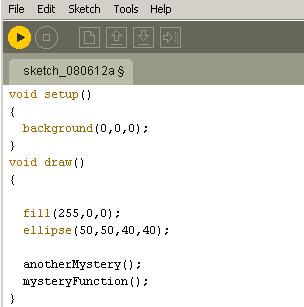 File Edit Sketch Tools Help
sketch_080612a §
void setup()
{
  background(0,0,0);
}
void draw()
{
  fill(255,0,0);
  ellipse(50,50,40,40);
  anotherMystery();
  mysteryFunction();
}